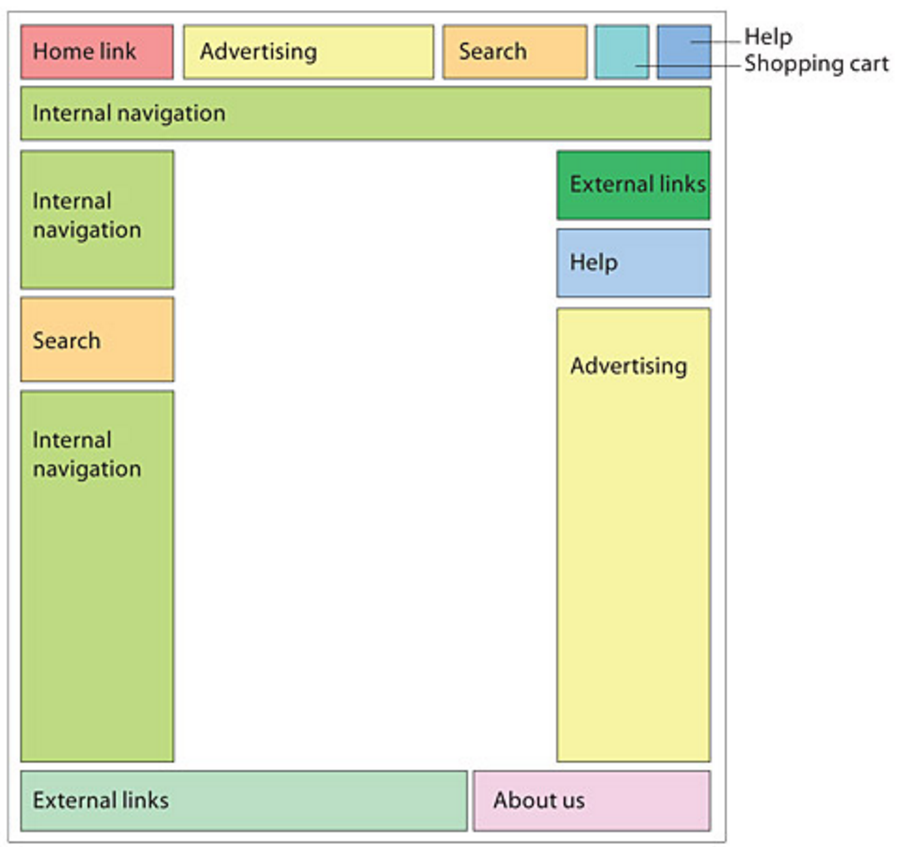 Home link
Advertising
Search
Help
Shopping cart
Internal navigation
Internal
navigation
External links
Help
Search
Advertising
Internal
navigation
External links
About us